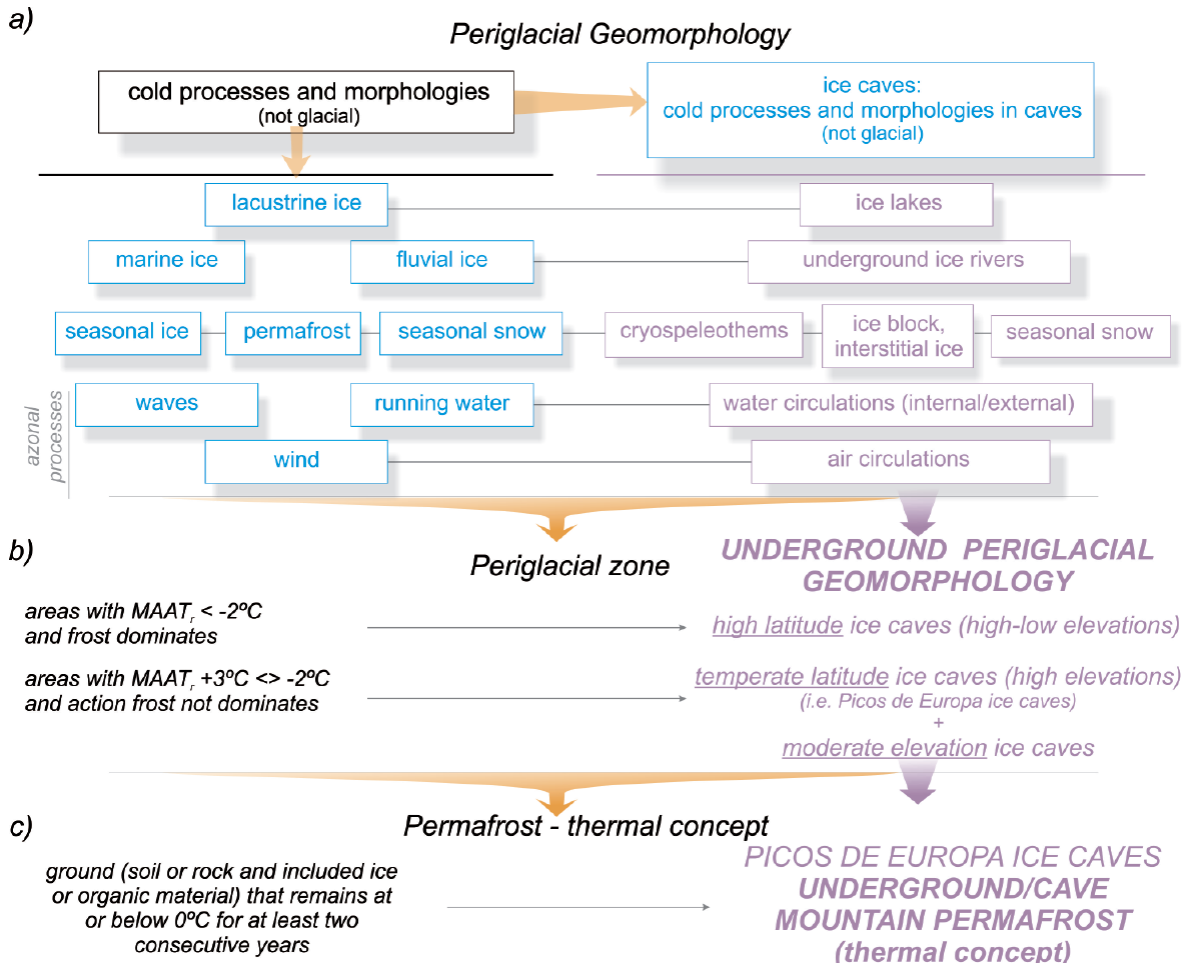 a)
Periglacial Geomorphology
cold processes and morphologies
(not glacial)
ice caves:
cold processes and morphologies in caves
(not glacial)
lacustrine ice
ice lakes
marine ice
fluvial ice
underground ice rivers
seasonal ice
permafrost
seasonal snow
cryospeleothems
ice block,
interstitial ice
seasonal snow
azonal
processes
waves
running water
water circulations (internal/external)
wind
air circulations
b)
Periglacial zone
UNDERGROUND PERIGLACIAL
GEOMORPHOLOGY
areas with MAATr < -2ºC
and frost dominates
high latitude ice caves (high-low elevations)
areas with MAATr +3ºC <> -2ºC
and action frost not dominates
temperate latitude ice caves (high elevations)
(i.e. Picos de Europa ice caves)
+
moderate elevation ice caves
c)
Permafrost - thermal concept
ground (soil or rock and included ice
or organic material) that remains at
or below 0ºC for at least two
consecutive years
PICOS DE EUROPA ICE CAVES
UNDERGROUND/CAVE
MOUNTAIN PERMAFROST
(thermal concept)